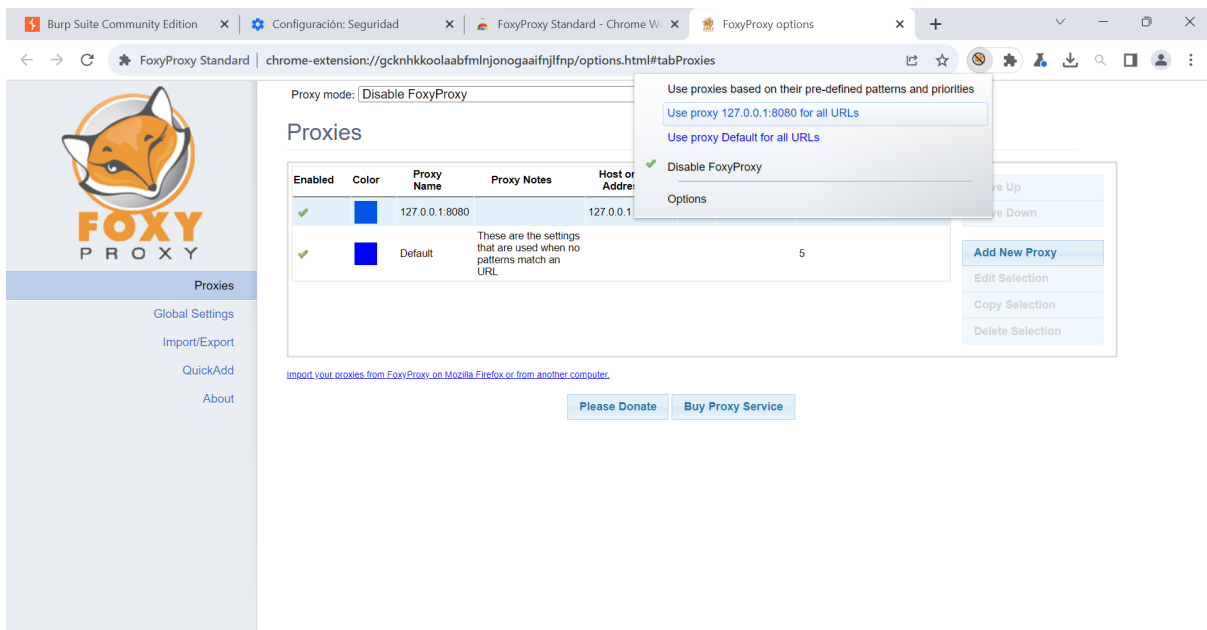 Burp Suite Community Edition
Configuración: Seguridad
FoxyProxy Standard - Chrome W
FoxyProxy options
FoxyProxy Standard
chrome-extension://gcknhkkoolaabfmlnjonogaaifnjlfnp/options.html#tabProxies
Proxy mode: Disable FoxyProxy
Use proxies based on their pre-defined patterns and priorities
Use proxy 127.0.0.1:8080 for all URLs
Use proxy Default for all URLs
Disable FoxyProxy
Options
FOXY
PROXY
Proxies
Global Settings
Import/Export
QuickAdd
About
Proxies
Enabled Color Proxy Name Proxy Notes Host or
127.0.0.1:8080 127.0.0.1
Default
These are the settings
that are used when no
patterns match an
URL
5
Up
Down
Add New Proxy
Edit Selection
Copy Selection
Delete Selection
Import your proxies from FoxyProxy on Mozilla Firefox or from another computer.
Please Donate
Buy Proxy Service